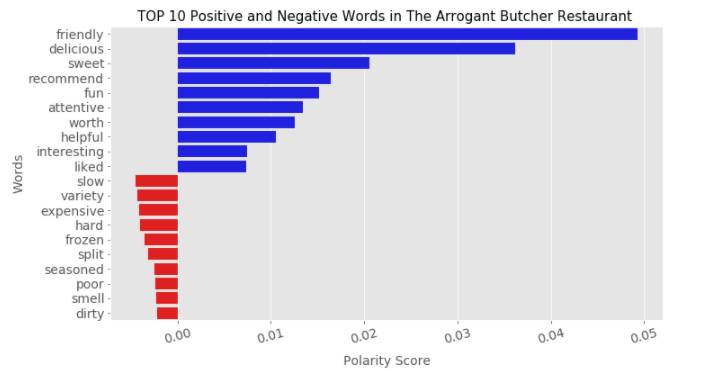 TOP 10 Positive and Negative Words in The Arrogant Butcher Restaurant
friendly
delicious
sweet
recommend
fun
attentive
worth
helpful
interesting
liked
slow
variety
expensive
hard
frozen
split
seasoned
poor
smell
dirty
Words
0.00 0.01 0.02 0.03 0.04 0.05
Polarity Score